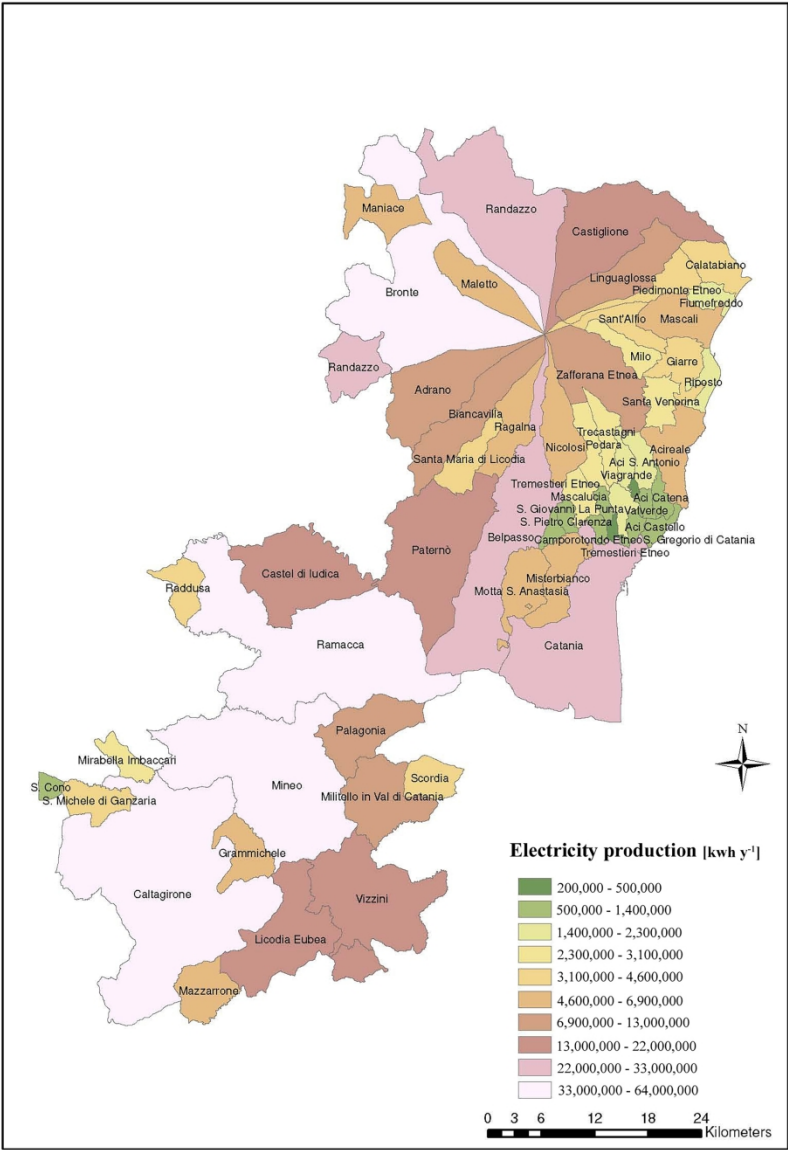 Maniace
Randazzo
Castiglione
Calatabiano
Linguaglossa
Maletto
Piedimonte Etneo
Bronte
Fiumefreddo
Sant'Alfio
Mascali
Milo
Giarre
Randazzo
Zafferana Etnea
Riposto
Adrano
Santa Venerina
Biancavilla
Ragalna
Trecastagni
Nicolosi
Pedara
Acireale
Santa Maria di Licodia
Aci S. Antonio
Viagrande
Tremestieri Etneo
Mascalucia
Aci Catena
S. Giovanni La Punta
Valverde
S. Pietro Clarenza
Aci Castello
Belpasso
Camporotondo Etneo
S. Gregorio di Catania
Tremestieri Etneo
Paternò
Castel di Iudica
Misterbianco
Raddusa
Motta S. Anastasia
Ramacca
Catania
Palagonia
N
Mirabella Imbaccari
Scordia
S. Cono
Mineo
S. Michele di Ganzaria
Militello in Val di Catania
Grammichele
Electricity production [kwh y⁻¹]
Caltagirone
Vizzini
Licodia Eubea
Mazzarrone
200,000 - 500,000
500,000 - 1,400,000
1,400,000 - 2,300,000
2,300,000 - 3,100,000
3,100,000 - 4,600,000
4,600,000 - 6,900,000
6,900,000 - 13,000,000
13,000,000 - 22,000,000
22,000,000 - 33,000,000
33,000,000 - 64,000,000
0 3 6 12 18 24
Kilometers